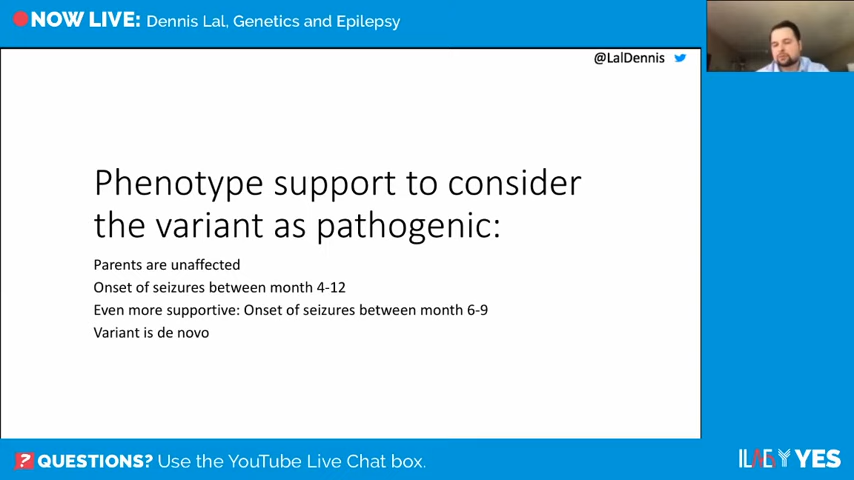 NOW LIVE: Dennis Lal, Genetics and Epilepsy
@LalDennis
Phenotype support to consider
the variant as pathogenic:
Parents are unaffected
Onset of seizures between month 4-12
Even more supportive: Onset of seizures between month 6-9
Variant is de novo
? QUESTIONS? Use the YouTube Live Chat box.
ILAE YES